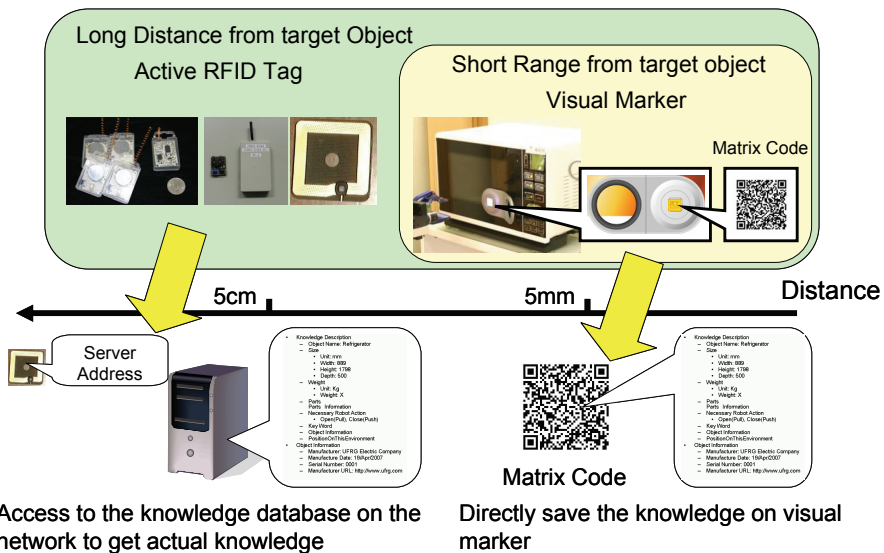 Long Distance from target Object
Active RFID Tag
Short Range from target object
Visual Marker
Matrix Code
5cm
5mm
Distance
Server
Address
• Knowledge Description
– Object Name: Refrigerator
– Size
• Unit: mm
• Width: 889
• Height: 1798
• Depth: 500
– Weight
• Unit: Kg
• Weight: X
– Parts
Parts Information
– Necessary Robot Action
• Open(Pull), Close(Push)
– Key Word
– Object Information
– PositionOnThisEnvironment
• Object Information
– Manufacturer: UFRG Electric Company
– Manufacture Date: 19/Apr/2007
– Serial Number: 0001
– Manufacturer URL: http://www.ufrg.com
• Knowledge Description
– Object Name: Refrigerator
– Size
• Unit: mm
• Width: 889
• Height: 1798
• Depth: 500
– Weight
• Unit: Kg
• Weight: X
– Parts
Parts Information
– Necessary Robot Action
• Open(Pull), Close(Push)
– Key Word
– Object Information
– PositionOnThisEnvironment
• Object Information
– Manufacturer: UFRG Electric Company
– Manufacture Date: 19/Apr/2007
– Serial Number: 0001
– Manufacturer URL: http://www.ufrg.com
Matrix Code
Access to the knowledge database on the
network to get actual knowledge
Directly save the knowledge on visual
marker